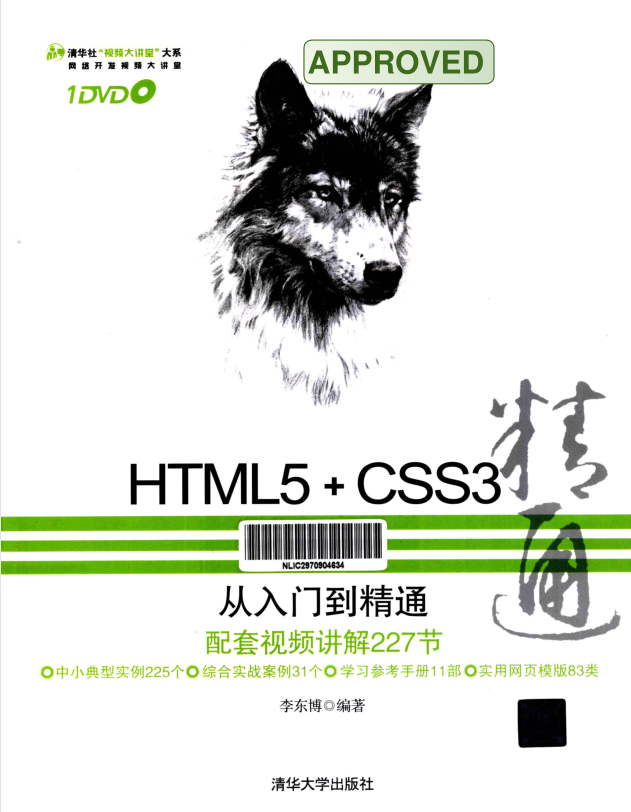 清华社“视频大讲堂”大系
网络开发视频大讲堂
1DVD
APPROVED
HTML5 + CSS3
精通
NLIC2970904634
从入门到精通
配套视频讲解227节
中小典型实例225个 综合实战案例31个 学习参考手册11部 实用网页模版83类
李东博◎编著
清华大学出版社